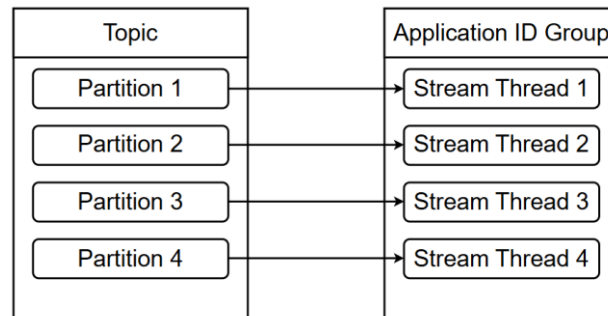 Topic
Partition 1
Partition 2
Partition 3
Partition 4
Application ID Group
Stream Thread 1
Stream Thread 2
Stream Thread 3
Stream Thread 4